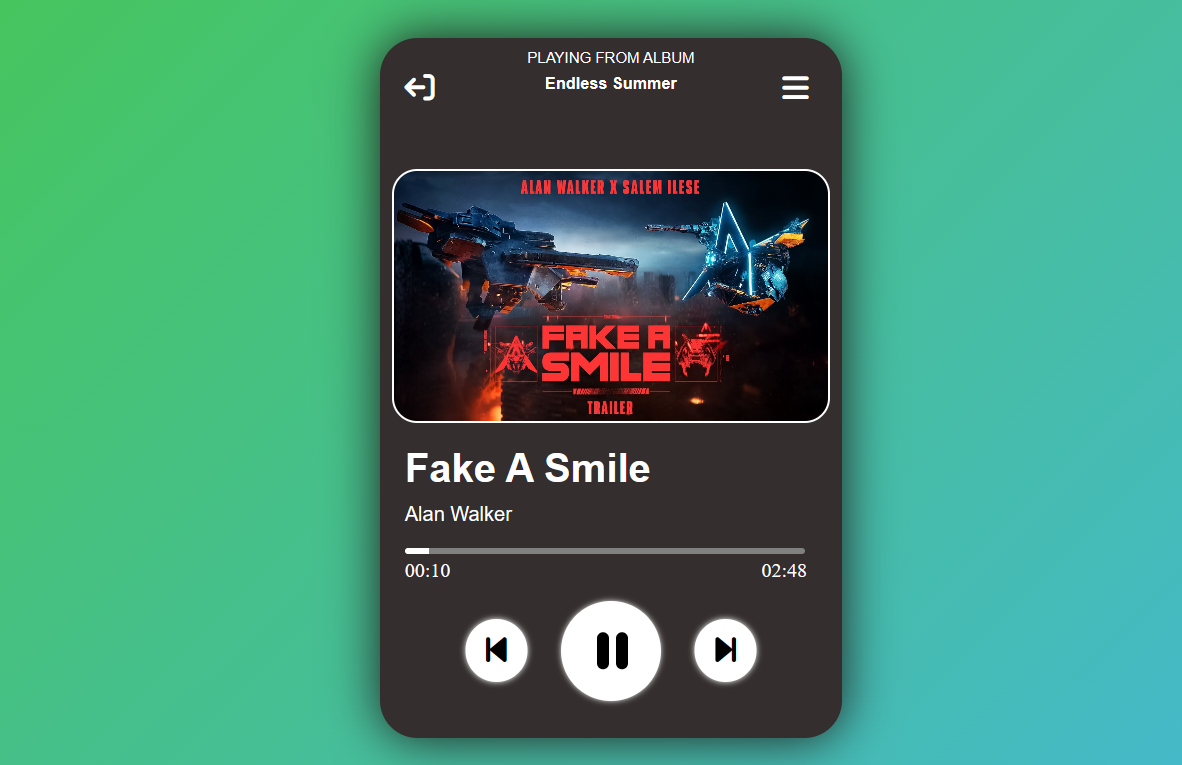 PLAYING FROM ALBUM
Endless Summer
ALAN WALKER X SALEM ILESE
FAKE A
SMILE
TRAILER
Fake A Smile
Alan Walker
00:10
02:48